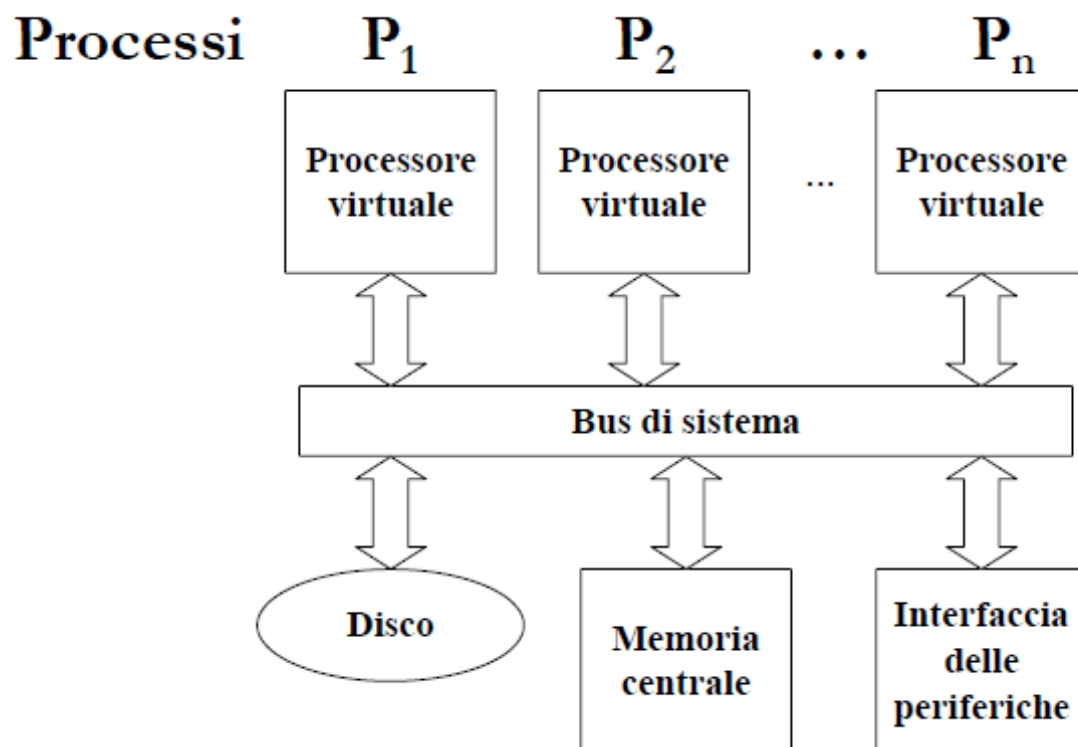 Processi P₁ P₂ … Pₙ
Processore virtuale
Processore virtuale
...
Processore virtuale
Bus di sistema
Disco
Memoria centrale
Interfaccia delle periferiche